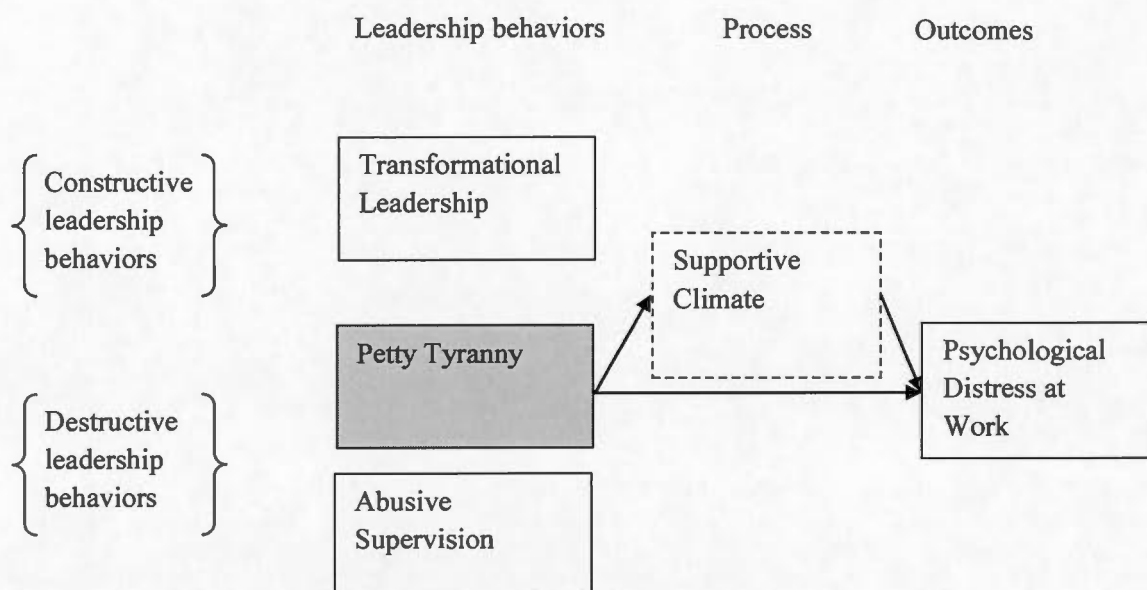 Leadership behaviors Process Outcomes
Constructive
leadership
behaviors
Transformational
Leadership
Supportive
Climate
Petty Tyranny
Psychological
Distress at
Work
Destructive
leadership
behaviors
Abusive
Supervision